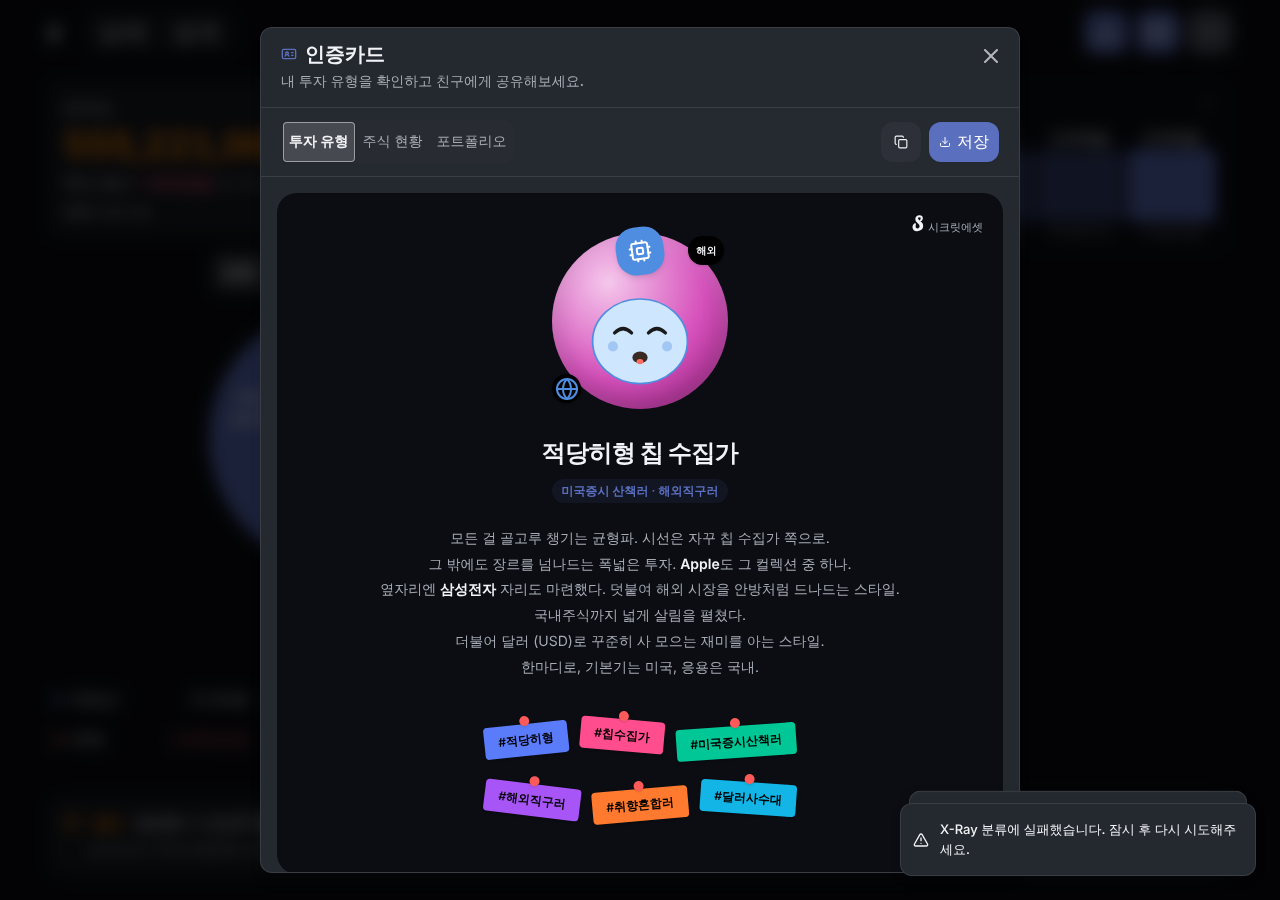 인증카드
내 투자 유형을 확인하고 친구에게 공유해보세요.
투자 유형
주식 현황
포트폴리오
저장
시크릿에셋
해외
적당히형 칩 수집가
미국증시 산책러 · 해외직구러
모든 걸 골고루 챙기는 균형파. 시선은 자꾸 칩 수집가 쪽으로.
그 밖에도 장르를 넘나드는 폭넓은 투자. Apple도 그 컬렉션 중 하나.
옆자리엔 삼성전자 자리도 마련했다. 덧붙여 해외 시장을 안방처럼 드나드는 스타일.
국내주식까지 넓게 살림을 펼쳤다.
더불어 달러 (USD)로 꾸준히 사 모으는 재미를 아는 스타일.
한마디로, 기본기는 미국, 응용은 국내.
#적당히형
#칩수집가
#미국증시산책러
#해외직구러
#취향혼합러
#달러사수대
X-Ray 분류에 실패했습니다. 잠시 후 다시 시도해주
세요.